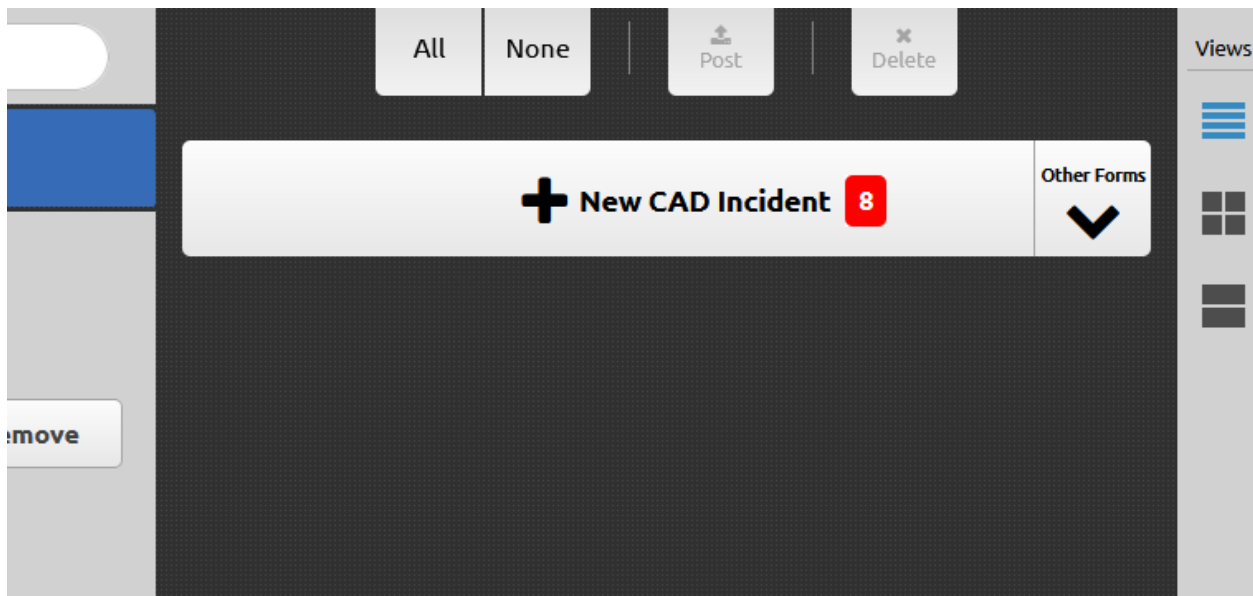 All
None
Post
Delete
Views
New CAD Incident 8
Other Forms
emove